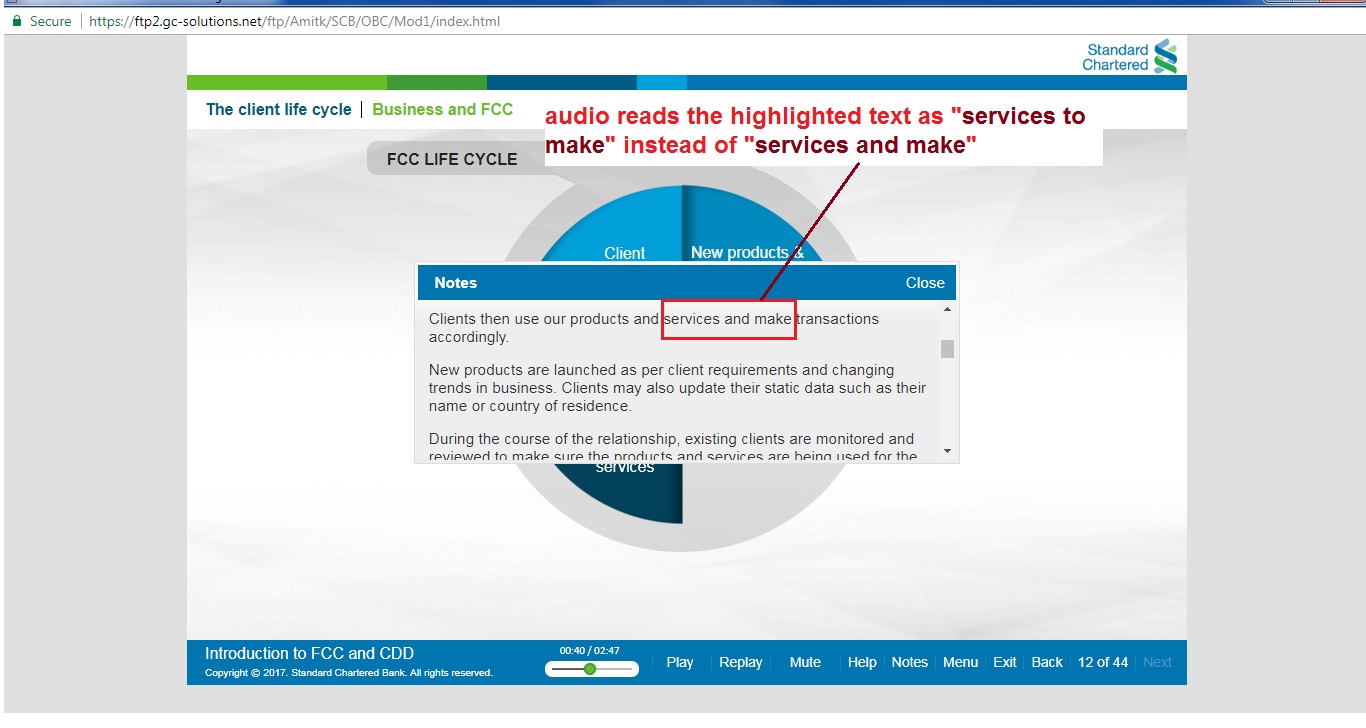 Secure | https://ftp2.gc-solutions.net/ftp/Amitk/SCB/OBC/Mod1/index.html
Standard
Chartered
The client life cycle | Business and FCC
audio reads the highlighted text as "services to
make" instead of "services and make"
FCC LIFE CYCLE
Client
New products &
Notes
Close
Clients then use our products and services and make transactions
accordingly.
New products are launched as per client requirements and changing
trends in business. Clients may also update their static data such as their
name or country of residence.
During the course of the relationship, existing clients are monitored and
reviewed to make sure the products and services are being used for the
services
Introduction to FCC and CDD
Copyright © 2017. Standard Chartered Bank. All rights reserved.
00:40 / 02:47
Play
Replay
Mute
Help
Notes
Menu
Exit
Back
12 of 44
Next